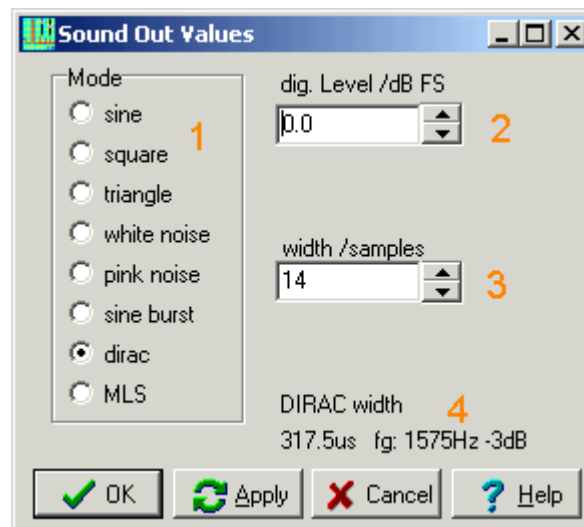 Sound Out Values
Mode
sine
square
triangle
white noise
pink noise
sine burst
dirac
MLS
1
dig. Level /dB FS
0.0
2
width /samples
14
3
DIRAC width
4
317.5us fg: 1575Hz -3dB
OK
Apply
Cancel
? Help